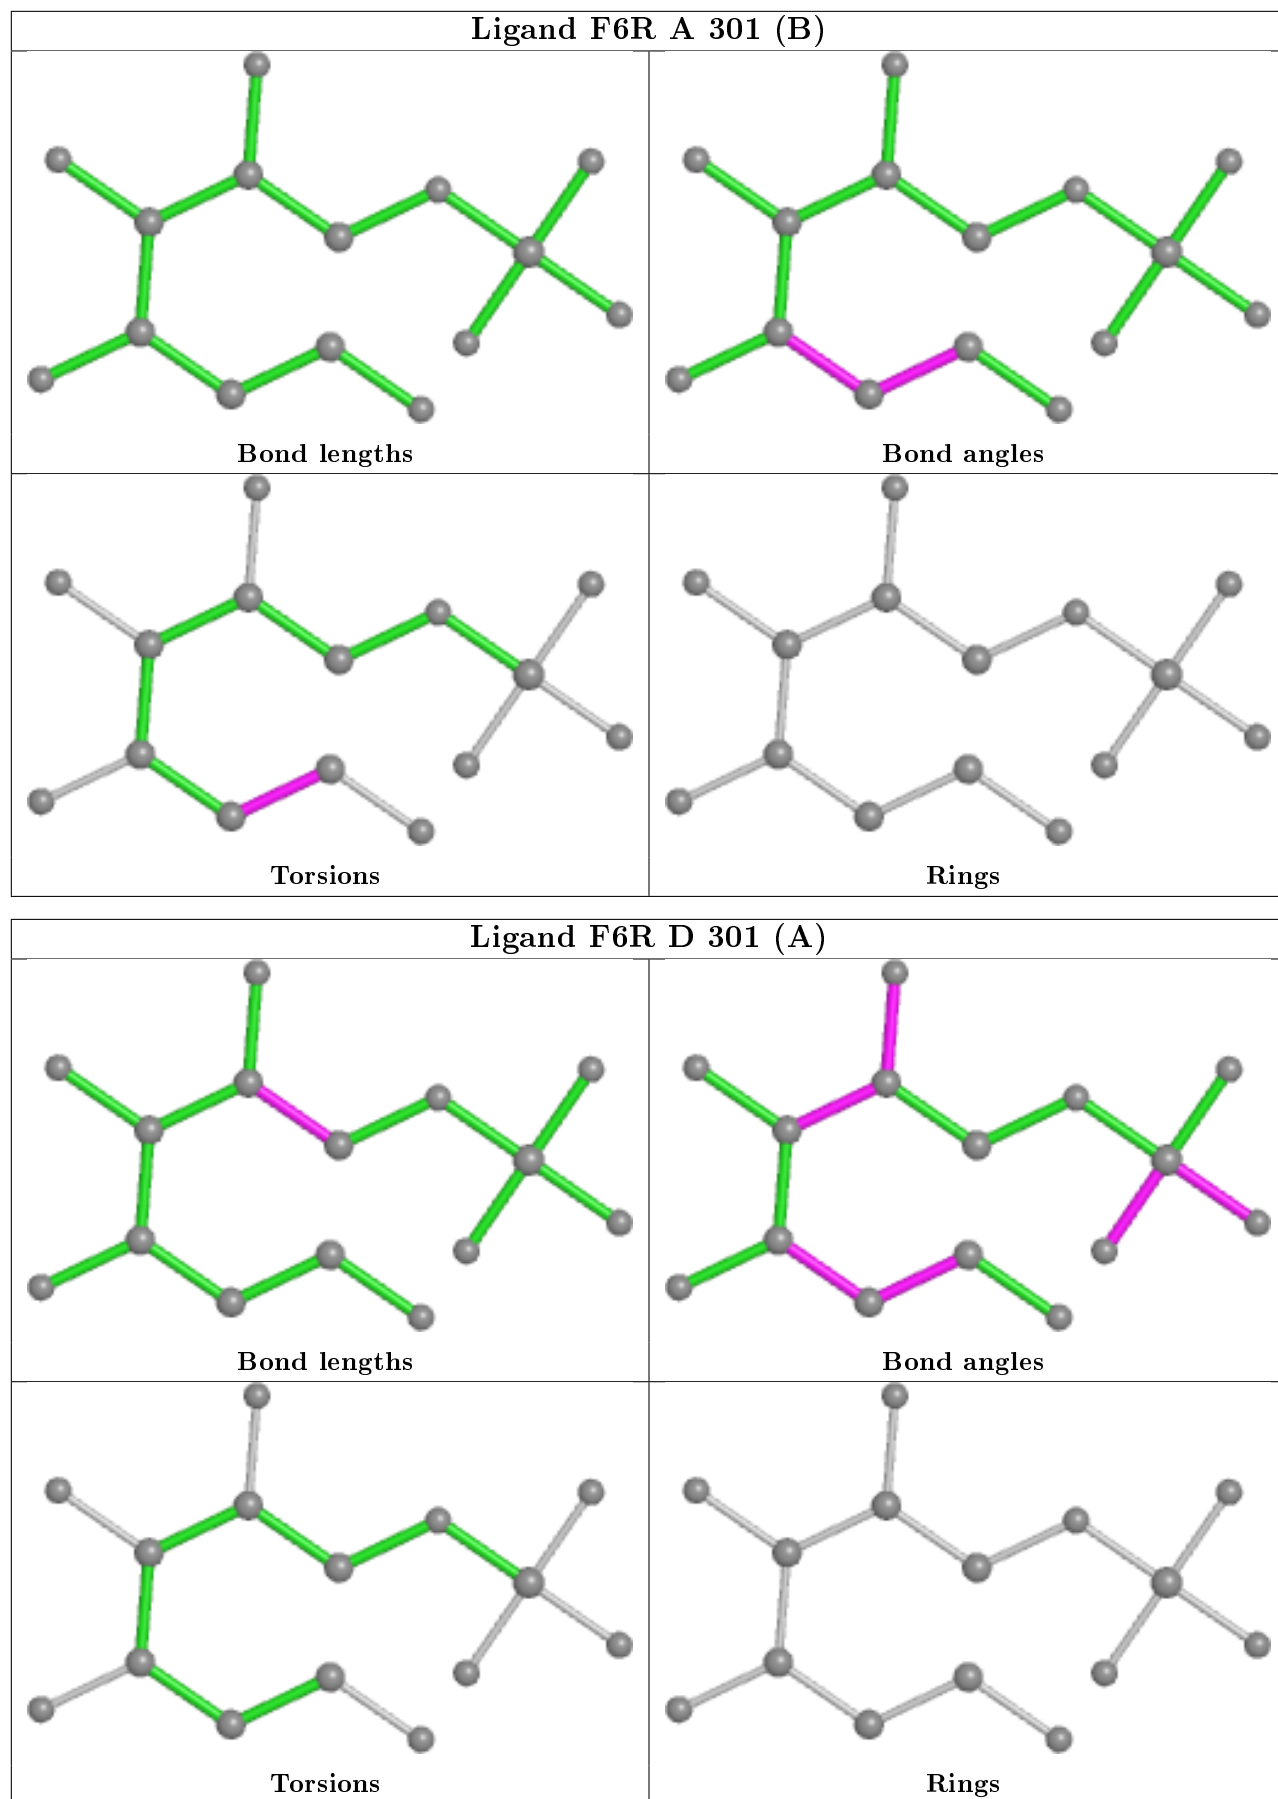 Ligand F6R A 301 (B)
Bond lengths
Bond angles
Torsions
Rings
Ligand F6R D 301 (A)
Bond lengths
Bond angles
Torsions
Rings